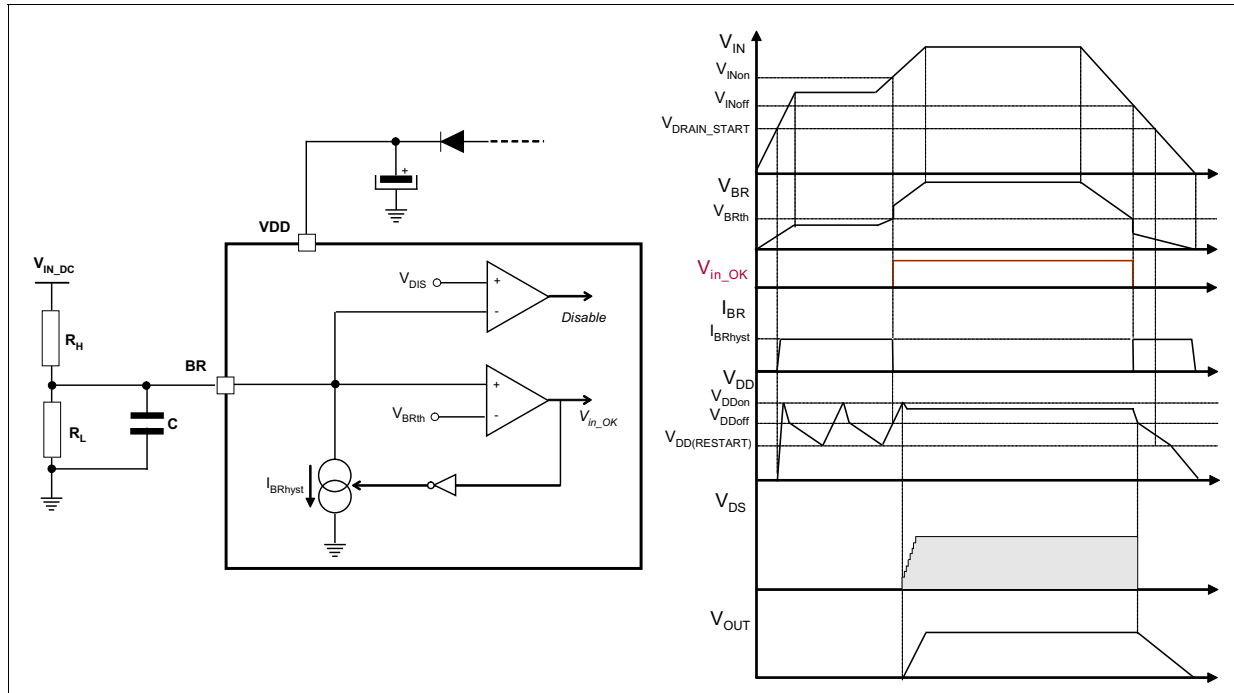 VDD
V_IN_DC
R_H
BR
R_L
C
V_DIS
+
-
Disable
+
V_BRth
-
V_in_OK
I_BRhyst
+
V_IN
V_INon
V_INoff
V_DRAIN_START
V_BR
V_BRth
V_in_OK
I_BR
I_BRhyst
V_DD
V_DDon
V_DDoff
V_DD(RESTART)
V_DS
V_OUT